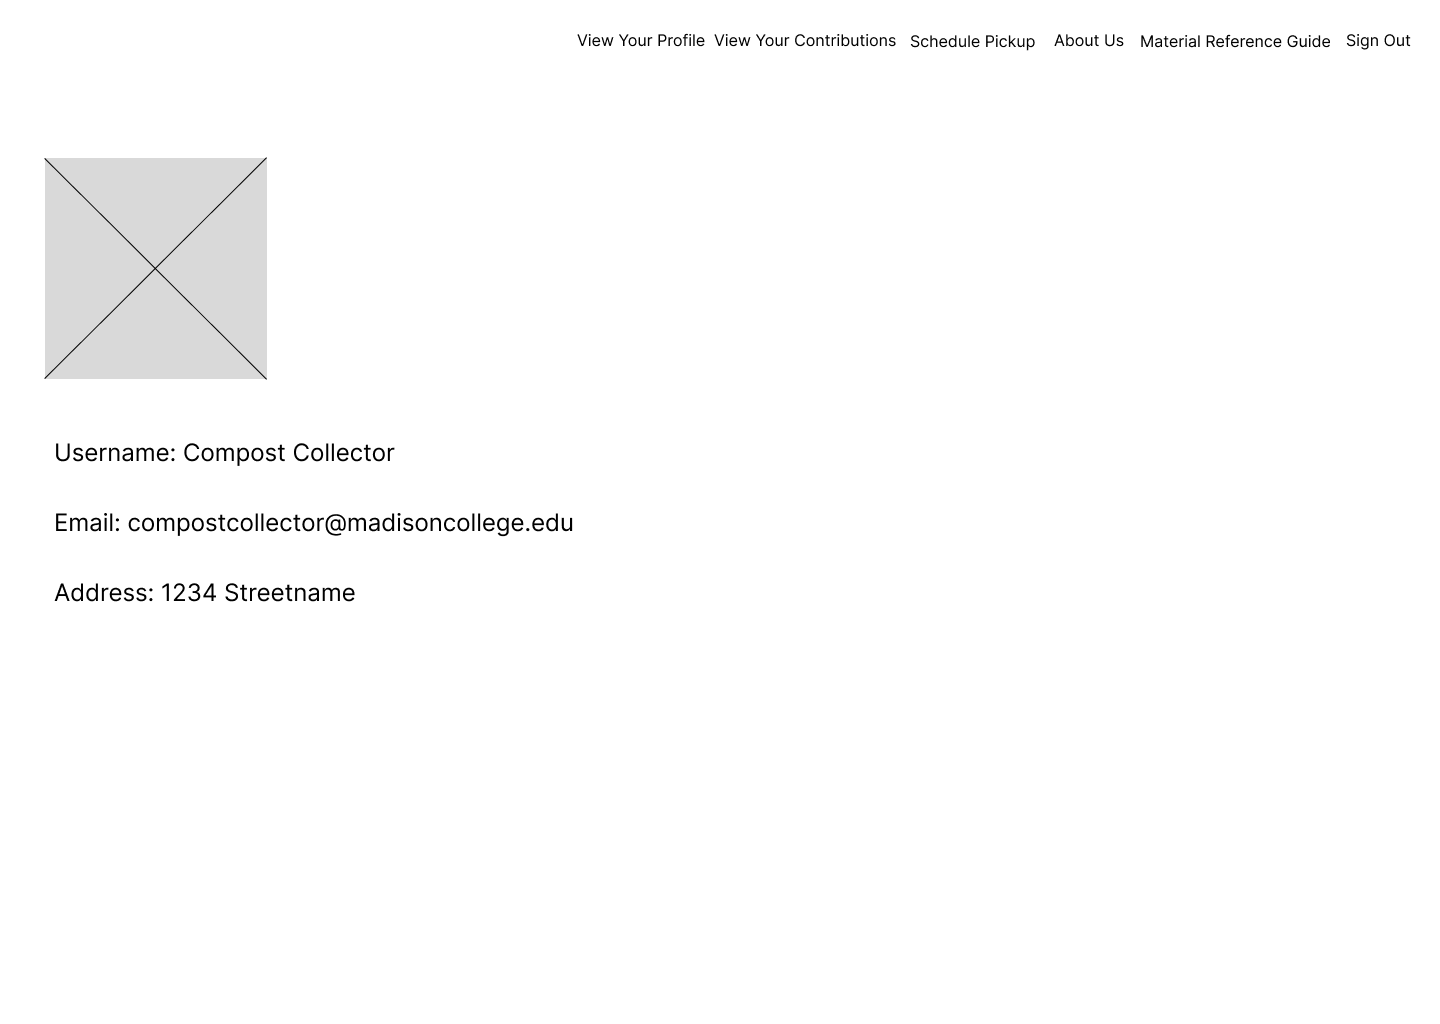 View Your Profile View Your Contributions Schedule Pickup About Us Material Reference Guide Sign Out
Username: Compost Collector
Email: compostcollector@madisoncollege.edu
Address: 1234 Streetname